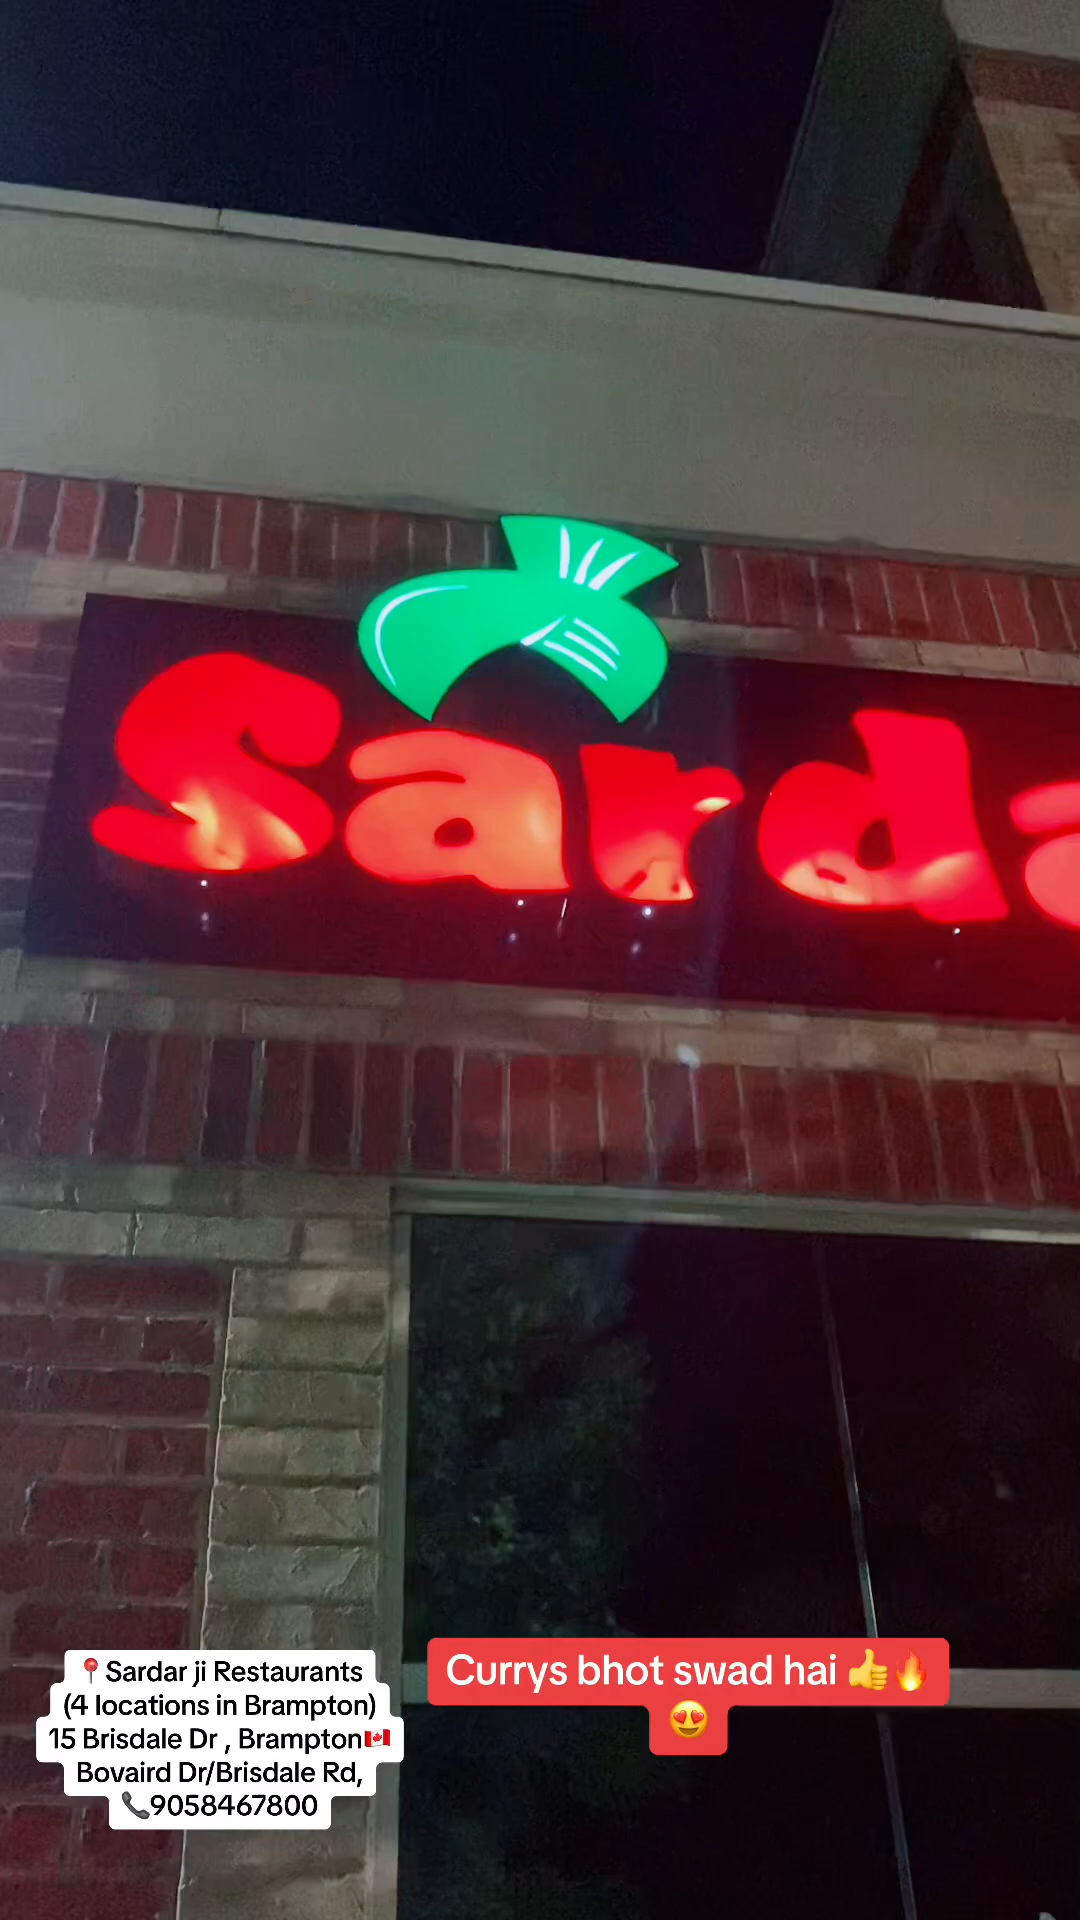 Sarda
📍Sardar ji Restaurants
(4 locations in Brampton)
15 Brisdale Dr , Brampton🇨🇦
Bovaird Dr/Brisdale Rd,
📞9058467800
Currys bhot swad hai 👍🔥
😍